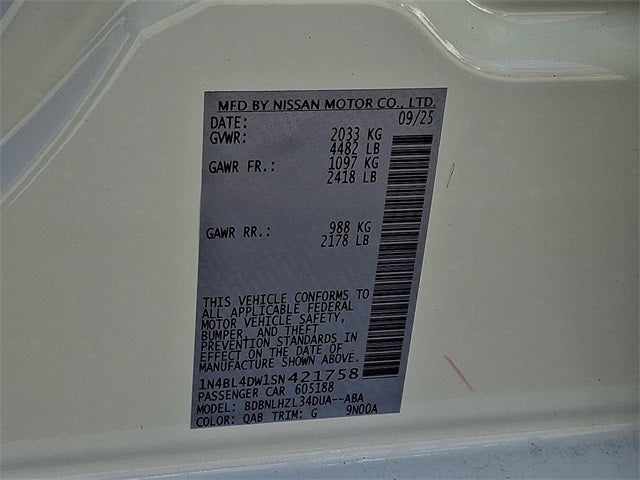 MFD BY NISSAN MOTOR CO., LTD.
DATE: 09/25
GVWR: 2033 KG
4482 LB
GAWR FR.: 1097 KG
2418 LB
GAWR RR.: 988 KG
2178 LB
THIS VEHICLE CONFORMS TO
ALL APPLICABLE FEDERAL
MOTOR VEHICLE SAFETY,
BUMPER, AND THEFT
PREVENTION STANDARDS IN
EFFECT ON THE DATE OF
MANUFACTURE SHOWN ABOVE.
1N4BL4DW1SN421758
PASSENGER CAR 605188
MODEL: BDBNLHZL34DUA--ABA
COLOR: QAB TRIM: G 9N00A